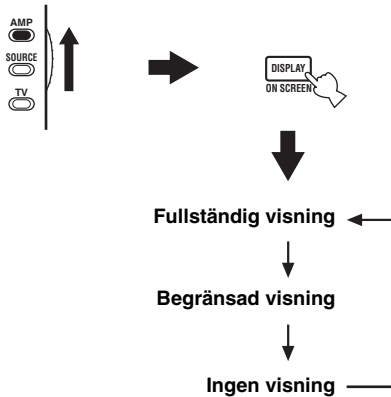 AMP
SOURCE
TV
DISPLAY
ON SCREEN
Fullständig visning
Begränsad visning
Ingen visning